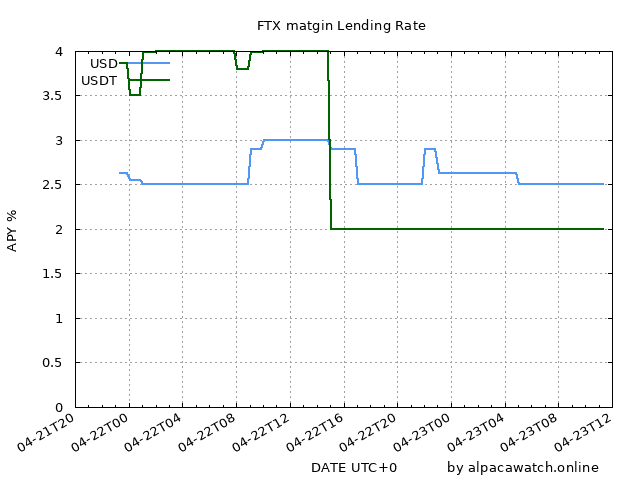 FTX matgin Lending Rate
4
3.5
3
2.5
2
1.5
1
0.5
0
APY %
USD
USDT
04-21T20
04-22T00
04-22T04
04-22T08
04-22T12
04-22T16
04-22T20
04-23T00
04-23T04
04-23T08
04-23T12
DATE UTC+0
by alpacawatch.online